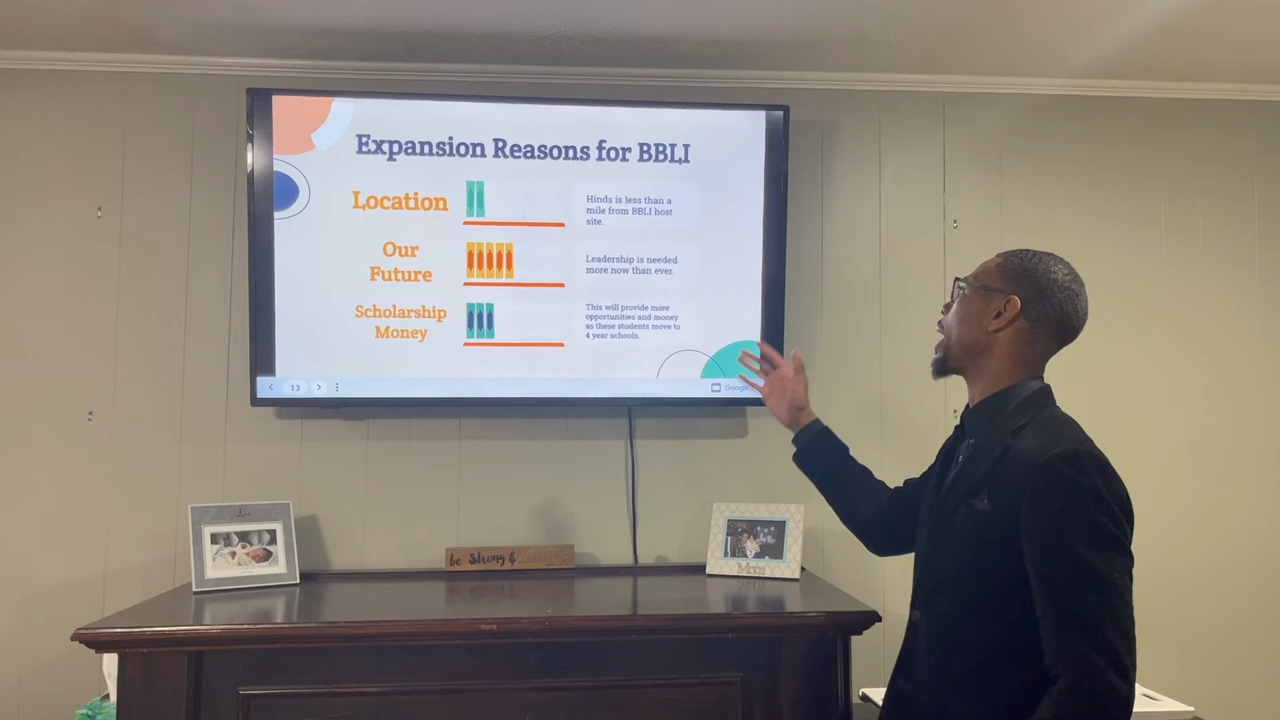 Expansion Reasons for BBLI
Location
Hinds is less than a
mile from BBLI host
site.
Our
Future
Leadership is needed
more now than ever.
Scholarship
Money
This will provide more
opportunities and money
as these students move to
4 year schools.
13
Google
be Strong &
Mom